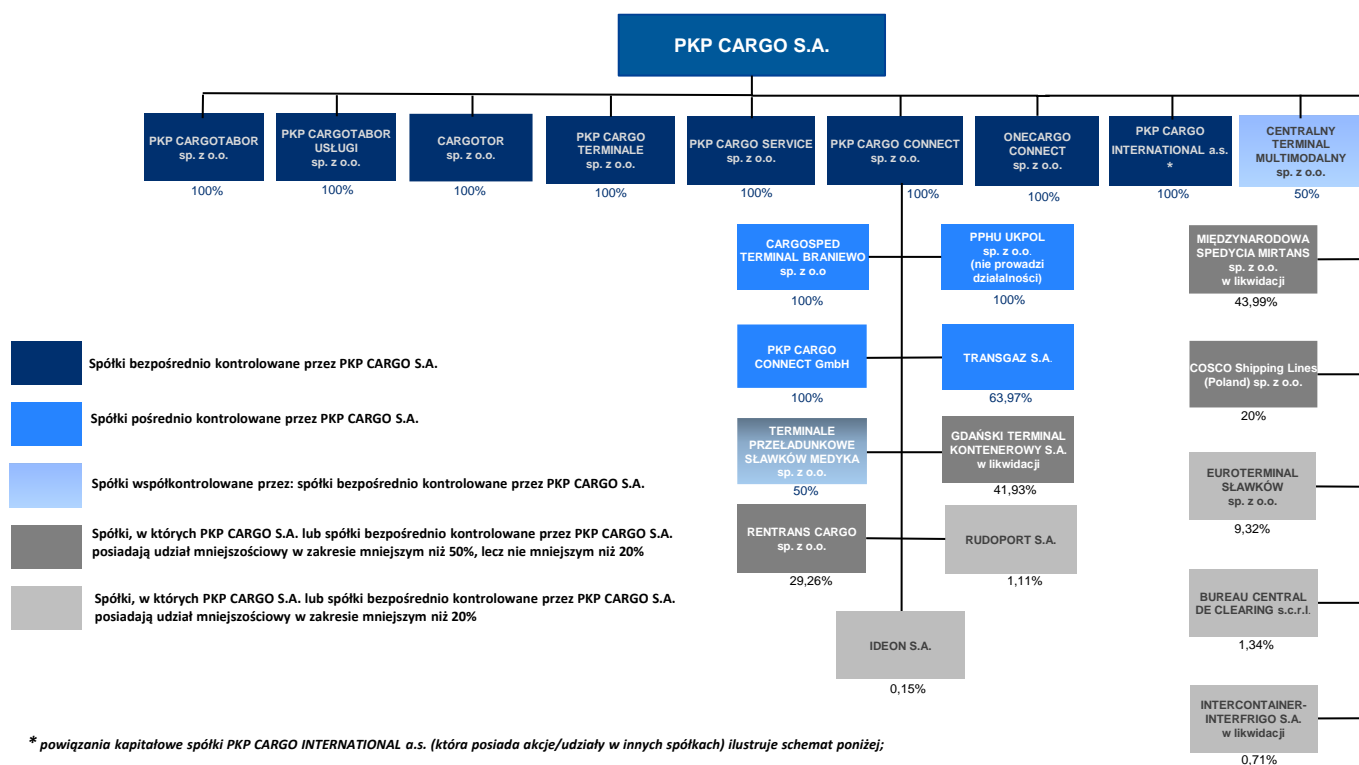 PKP CARGO S.A.
PKP CARGOTABOR
sp. z o.o.
100%
PKP CARGOTABOR
USŁUGI
sp. z o.o.
100%
CARGOTOR
sp. z o.o.
100%
PKP CARGO
TERMINALE
sp. z o.o.
100%
PKP CARGO SERVICE
sp. z o.o.
100%
PKP CARGO CONNECT
sp. z o.o.
100%
ONECARGO
CONNECT
sp. z o.o.
100%
PKP CARGO
INTERNATIONAL a.s.
*
100%
CENTRALNY
TERMINAL
MULTIMODALNY
sp. z o.o.
50%
CARGOSPED
TERMINAL BRANIEWO
sp. z o.o
100%
PPHU UKPOL
sp. z o.o.
(nie prowadzi
działalności)
100%
MIĘDZYNARODOWA
SPEDYCIA MIRTANS
sp. z o.o.
w likwidacji
43,99%
PKP CARGO
CONNECT GmbH
100%
TRANSGAZ S.A.
63,97%
COSCO Shipping Lines
(Poland) sp. z o.o.
20%
TERMINALE
PRZEŁADUNKOWE
SŁAWKÓW MEDYKA
sp. z o.o.
50%
GDAŃSKI TERMINAL
KONTENEROWY S.A.
w likwidacji
41,93%
EUROTERMINAL
SŁAWKÓW
sp. z o.o.
9,32%
RENTRANS CARGO
sp. z o.o.
29,26%
RUDOPORT S.A.
1,11%
BUREAU CENTRAL
DE CLEARING s.c.r.l.
1,34%
IDEON S.A.
0,15%
INTERCONTAINER-
INTERFRIGO S.A.
w likwidacji
0,71%
Spółki bezpośrednio kontrolowane przez PKP CARGO S.A.
Spółki pośrednio kontrolowane przez PKP CARGO S.A.
Spółki współkontrolowane przez: spółki bezpośrednio kontrolowane przez PKP CARGO S.A.
Spółki, w których PKP CARGO S.A. lub spółki bezpośrednio kontrolowane przez PKP CARGO S.A.
posiadają udział mniejszościowy w zakresie mniejszym niż 50%, lecz nie mniejszym niż 20%
Spółki, w których PKP CARGO S.A. lub spółki bezpośrednio kontrolowane przez PKP CARGO S.A.
posiadają udział mniejszościowy w zakresie mniejszym niż 20%
* powiązania kapitałowe spółki PKP CARGO INTERNATIONAL a.s. (która posiada akcje/udziały w innych spółkach) ilustruje schemat poniżej;